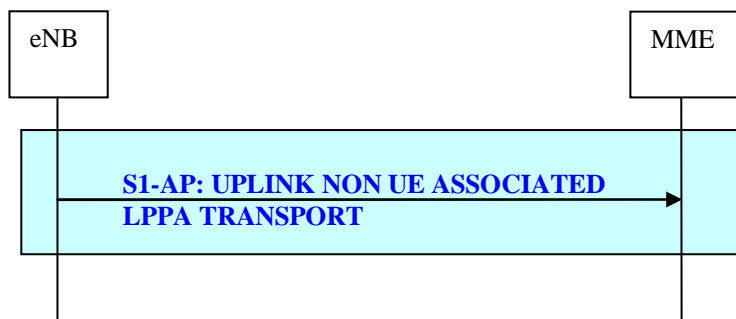 eNB
MME
S1-AP: UPLINK NON UE ASSOCIATED
LPPA TRANSPORT